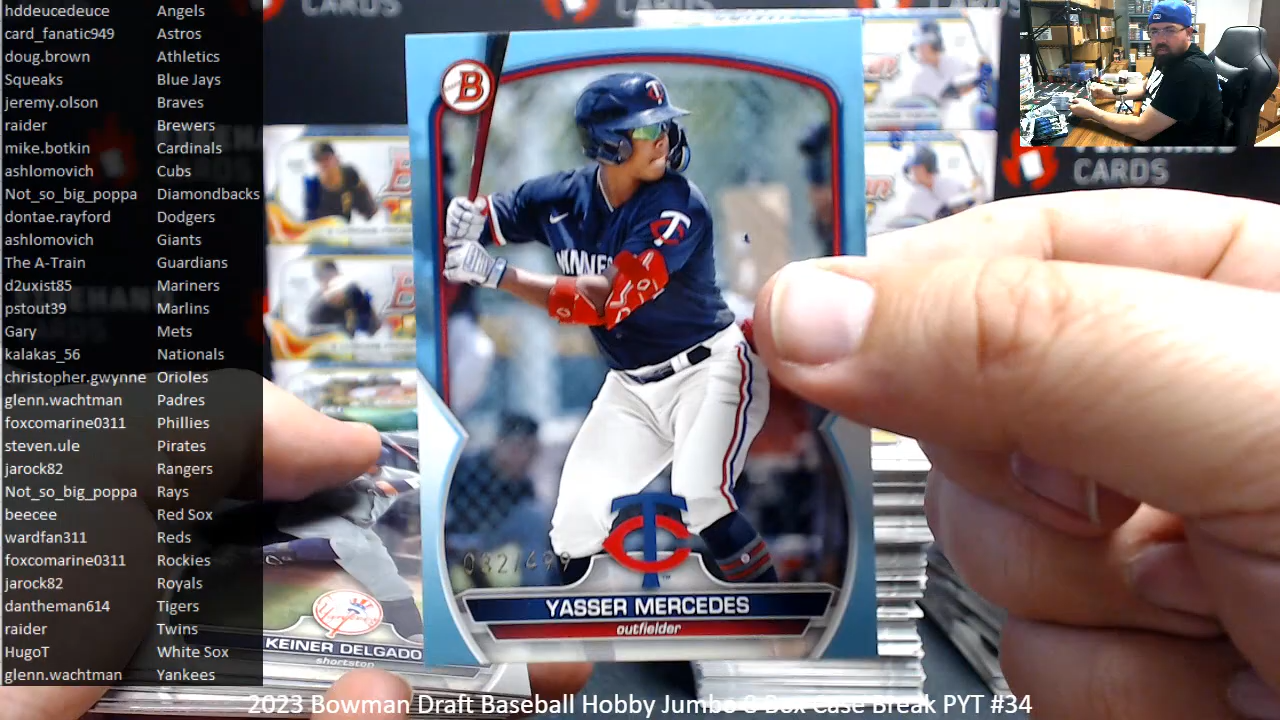 hddeucedeuce Angels
card_fanatic949 Astros
doug.brown Athletics
Squeaks Blue Jays
jeremy.olson Braves
raider Brewers
mike.botkin Cardinals
ashlomovich Cubs
Not_so_big_poppa Diamondbacks
dontae.rayford Dodgers
ashlomovich Giants
The A-Train Guardians
d2uxist85 Mariners
pstout39 Marlins
Gary Mets
kalakas_56 Nationals
christopher.gwynne Orioles
glenn.wachtman Padres
foxcomarine0311 Phillies
steven.ule Pirates
jarock82 Rangers
Not_so_big_poppa Rays
beecee Red Sox
wardfan311 Reds
foxcomarine0311 Rockies
jarock82 Royals
dantheman614 Tigers
raider Twins
HugoT White Sox
glenn.wachtman Yankees
CARDS
CARDS
B
TC
032/699
YASSER MERCEDES
outfielder
KEINER DELGADO
shortstop
2023 Bowman Draft Baseball Hobby Jumbo 8 Box Case Break PYT #34